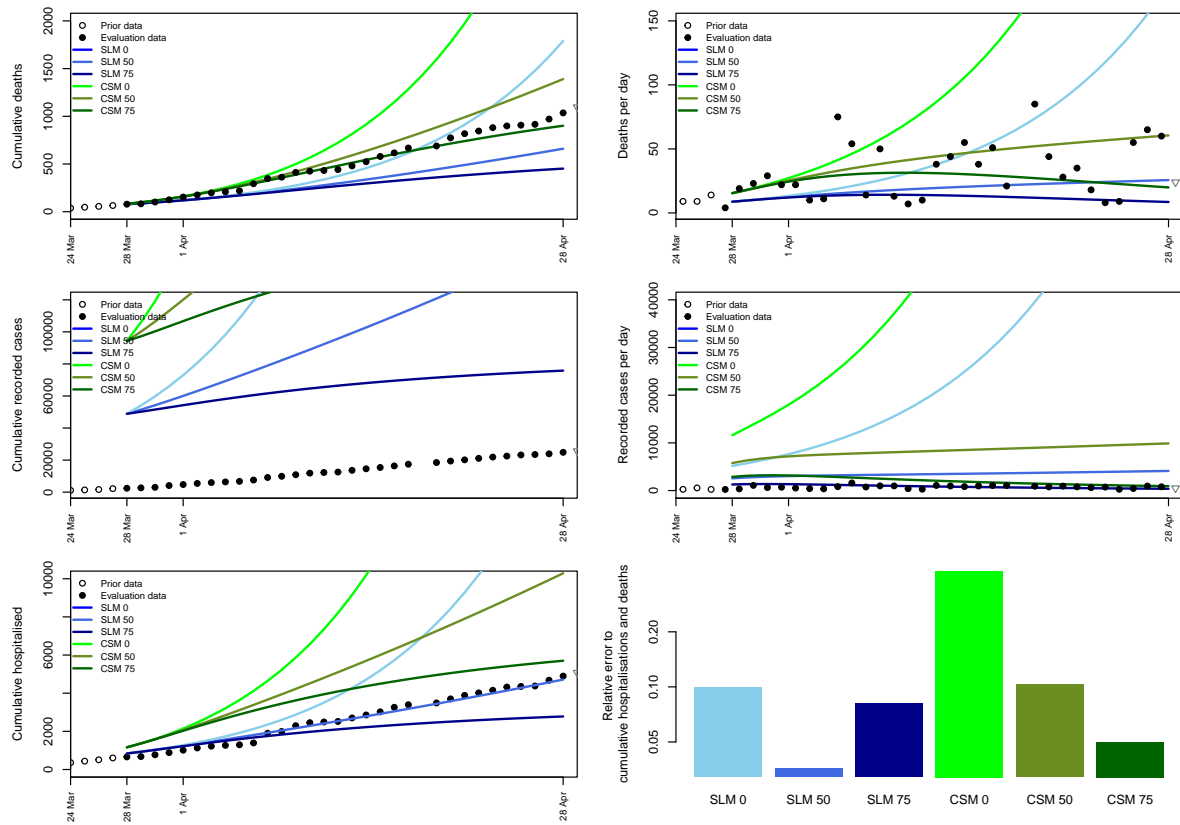 Cumulative deaths
2000
1500
1000
500
0
Prior data
Evaluation data
SLM 0
SLM 50
SLM 75
CSM 0
CSM 50
CSM 75
24 Mar
28 Mar
1 Apr
28 Apr
Deaths per day
150
100
50
0
Prior data
Evaluation data
SLM 0
SLM 50
SLM 75
CSM 0
CSM 50
CSM 75
24 Mar
28 Mar
1 Apr
28 Apr
Cumulative recorded cases
100000
60000
20000
0
Prior data
Evaluation data
SLM 0
SLM 50
SLM 75
CSM 0
CSM 50
CSM 75
24 Mar
28 Mar
1 Apr
28 Apr
Recorded cases per day
40000
30000
20000
10000
0
Prior data
Evaluation data
SLM 0
SLM 50
SLM 75
CSM 0
CSM 50
CSM 75
24 Mar
28 Mar
1 Apr
28 Apr
Cumulative hospitalised
10000
6000
4000
2000
0
Prior data
Evaluation data
SLM 0
SLM 50
SLM 75
CSM 0
CSM 50
CSM 75
24 Mar
28 Mar
1 Apr
28 Apr
Relative error to
cumulative hospitalisations and deaths
0.20
0.10
0.05
SLM 0
SLM 50
SLM 75
CSM 0
CSM 50
CSM 75